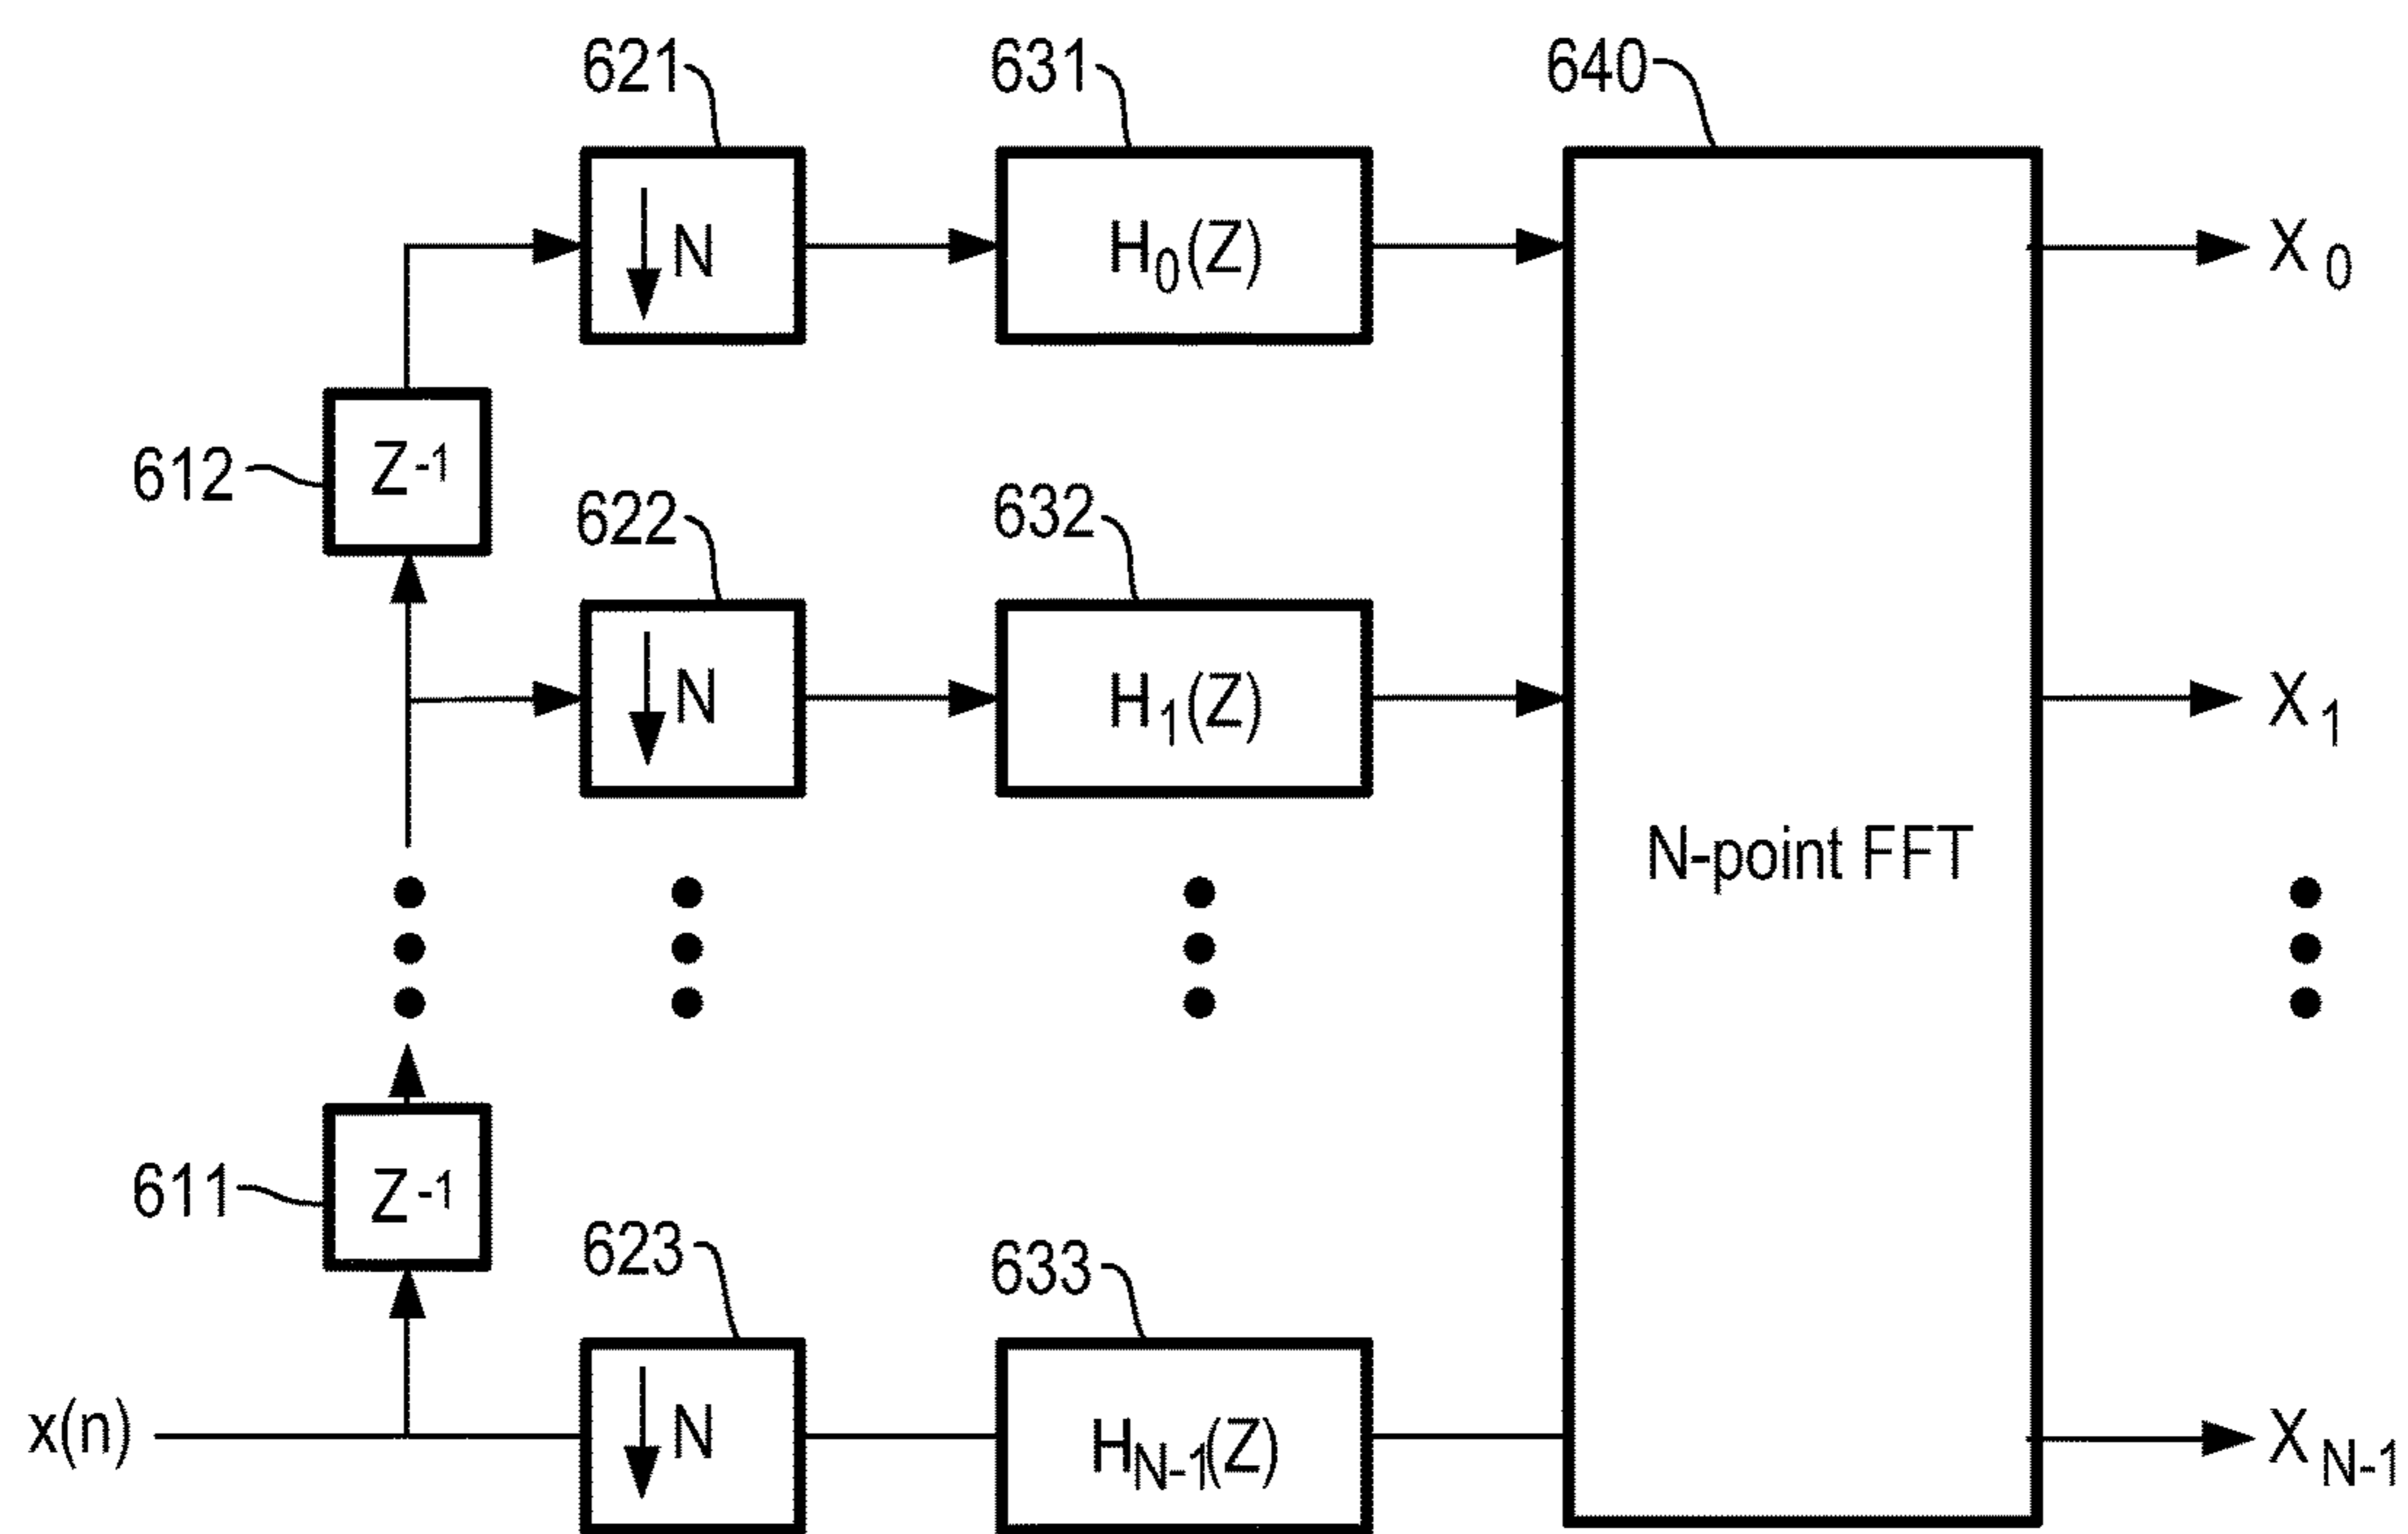 621
631
640
↓ N
H0(Z)
X0
612
Z-1
622
632
↓ N
H1(Z)
X1
N-point FFT
611
Z-1
623
633
x(n)
↓ N
HN-1(Z)
XN-1